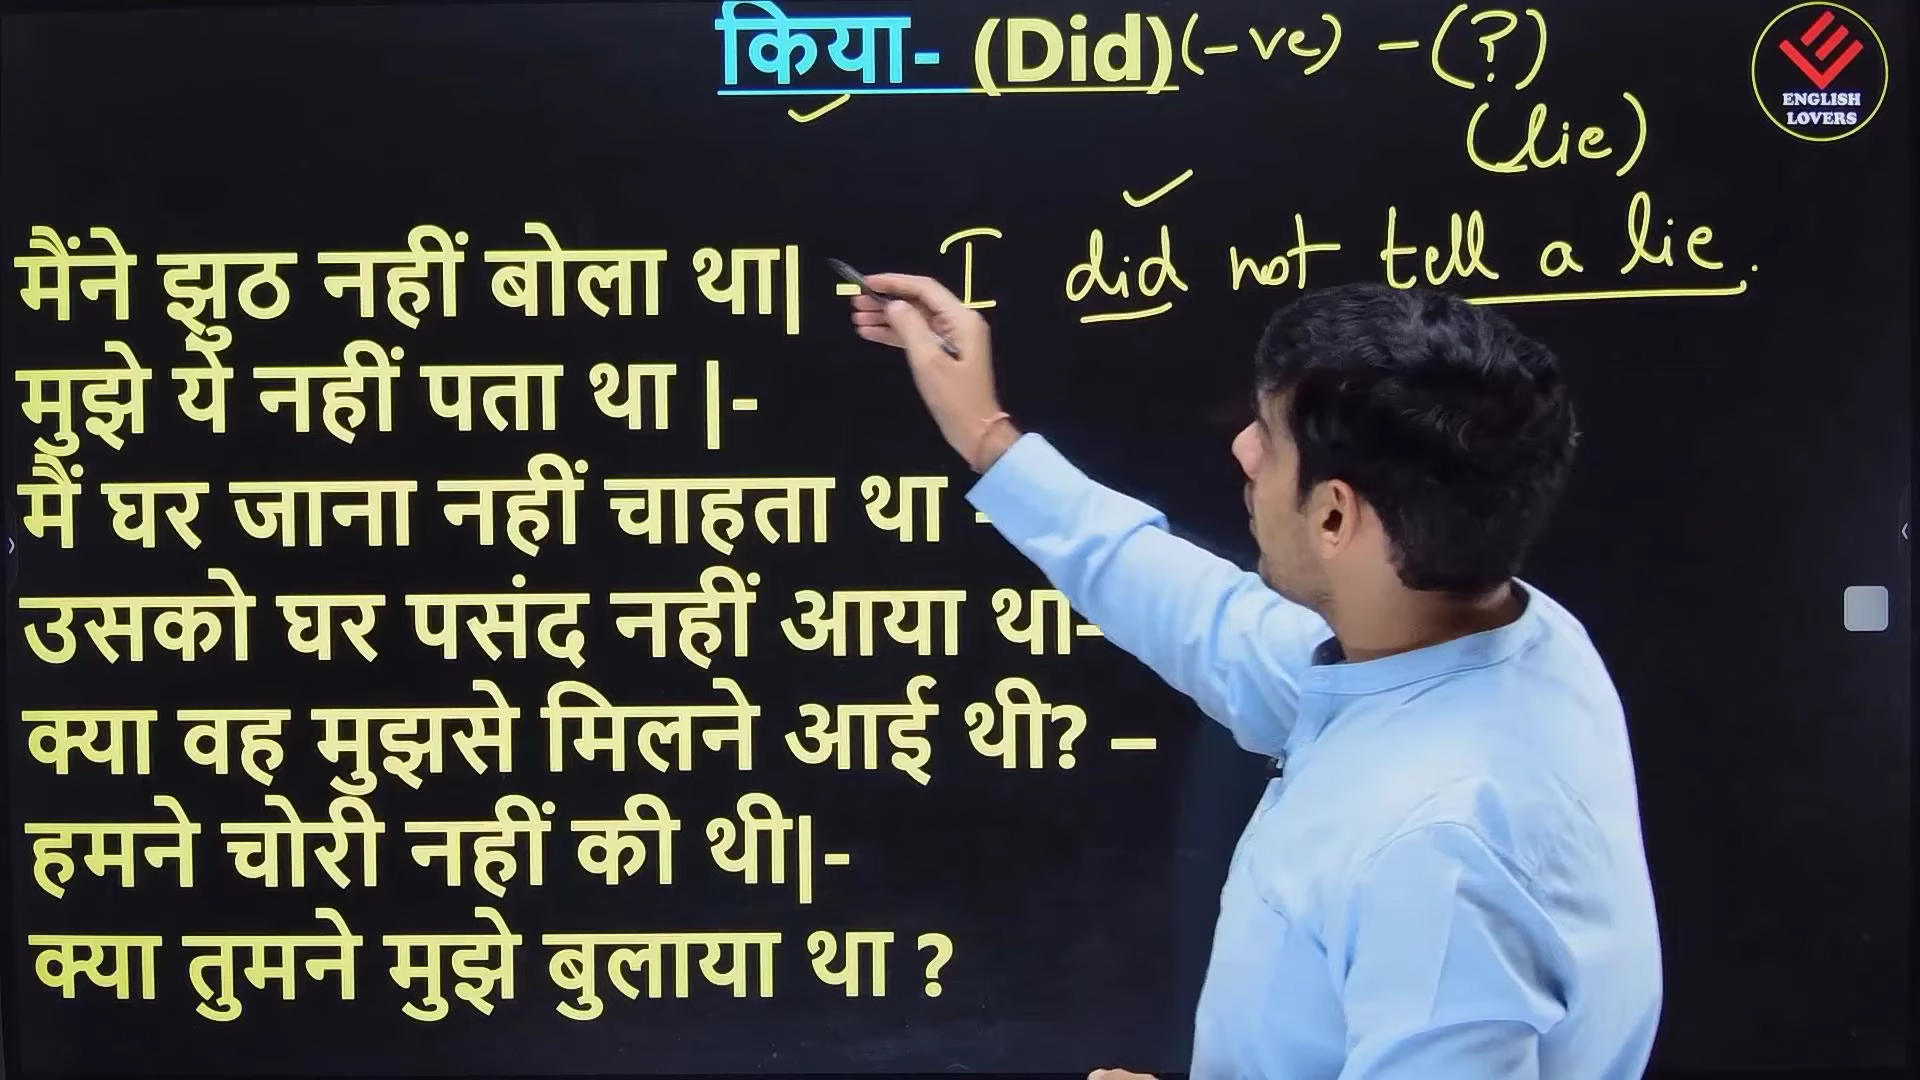 किया- (Did) (-ve) - (?)
ENGLISH
LOVERS
(lie)
मैंने झुठ नहीं बोला था| - I did not tell a lie.
मुझे ये नहीं पता था |-
मैं घर जाना नहीं चाहता था -
उसको घर पसंद नहीं आया था-
क्या वह मुझसे मिलने आई थी? –
हमने चोरी नहीं की थी|-
क्या तुमने मुझे बुलाया था ?